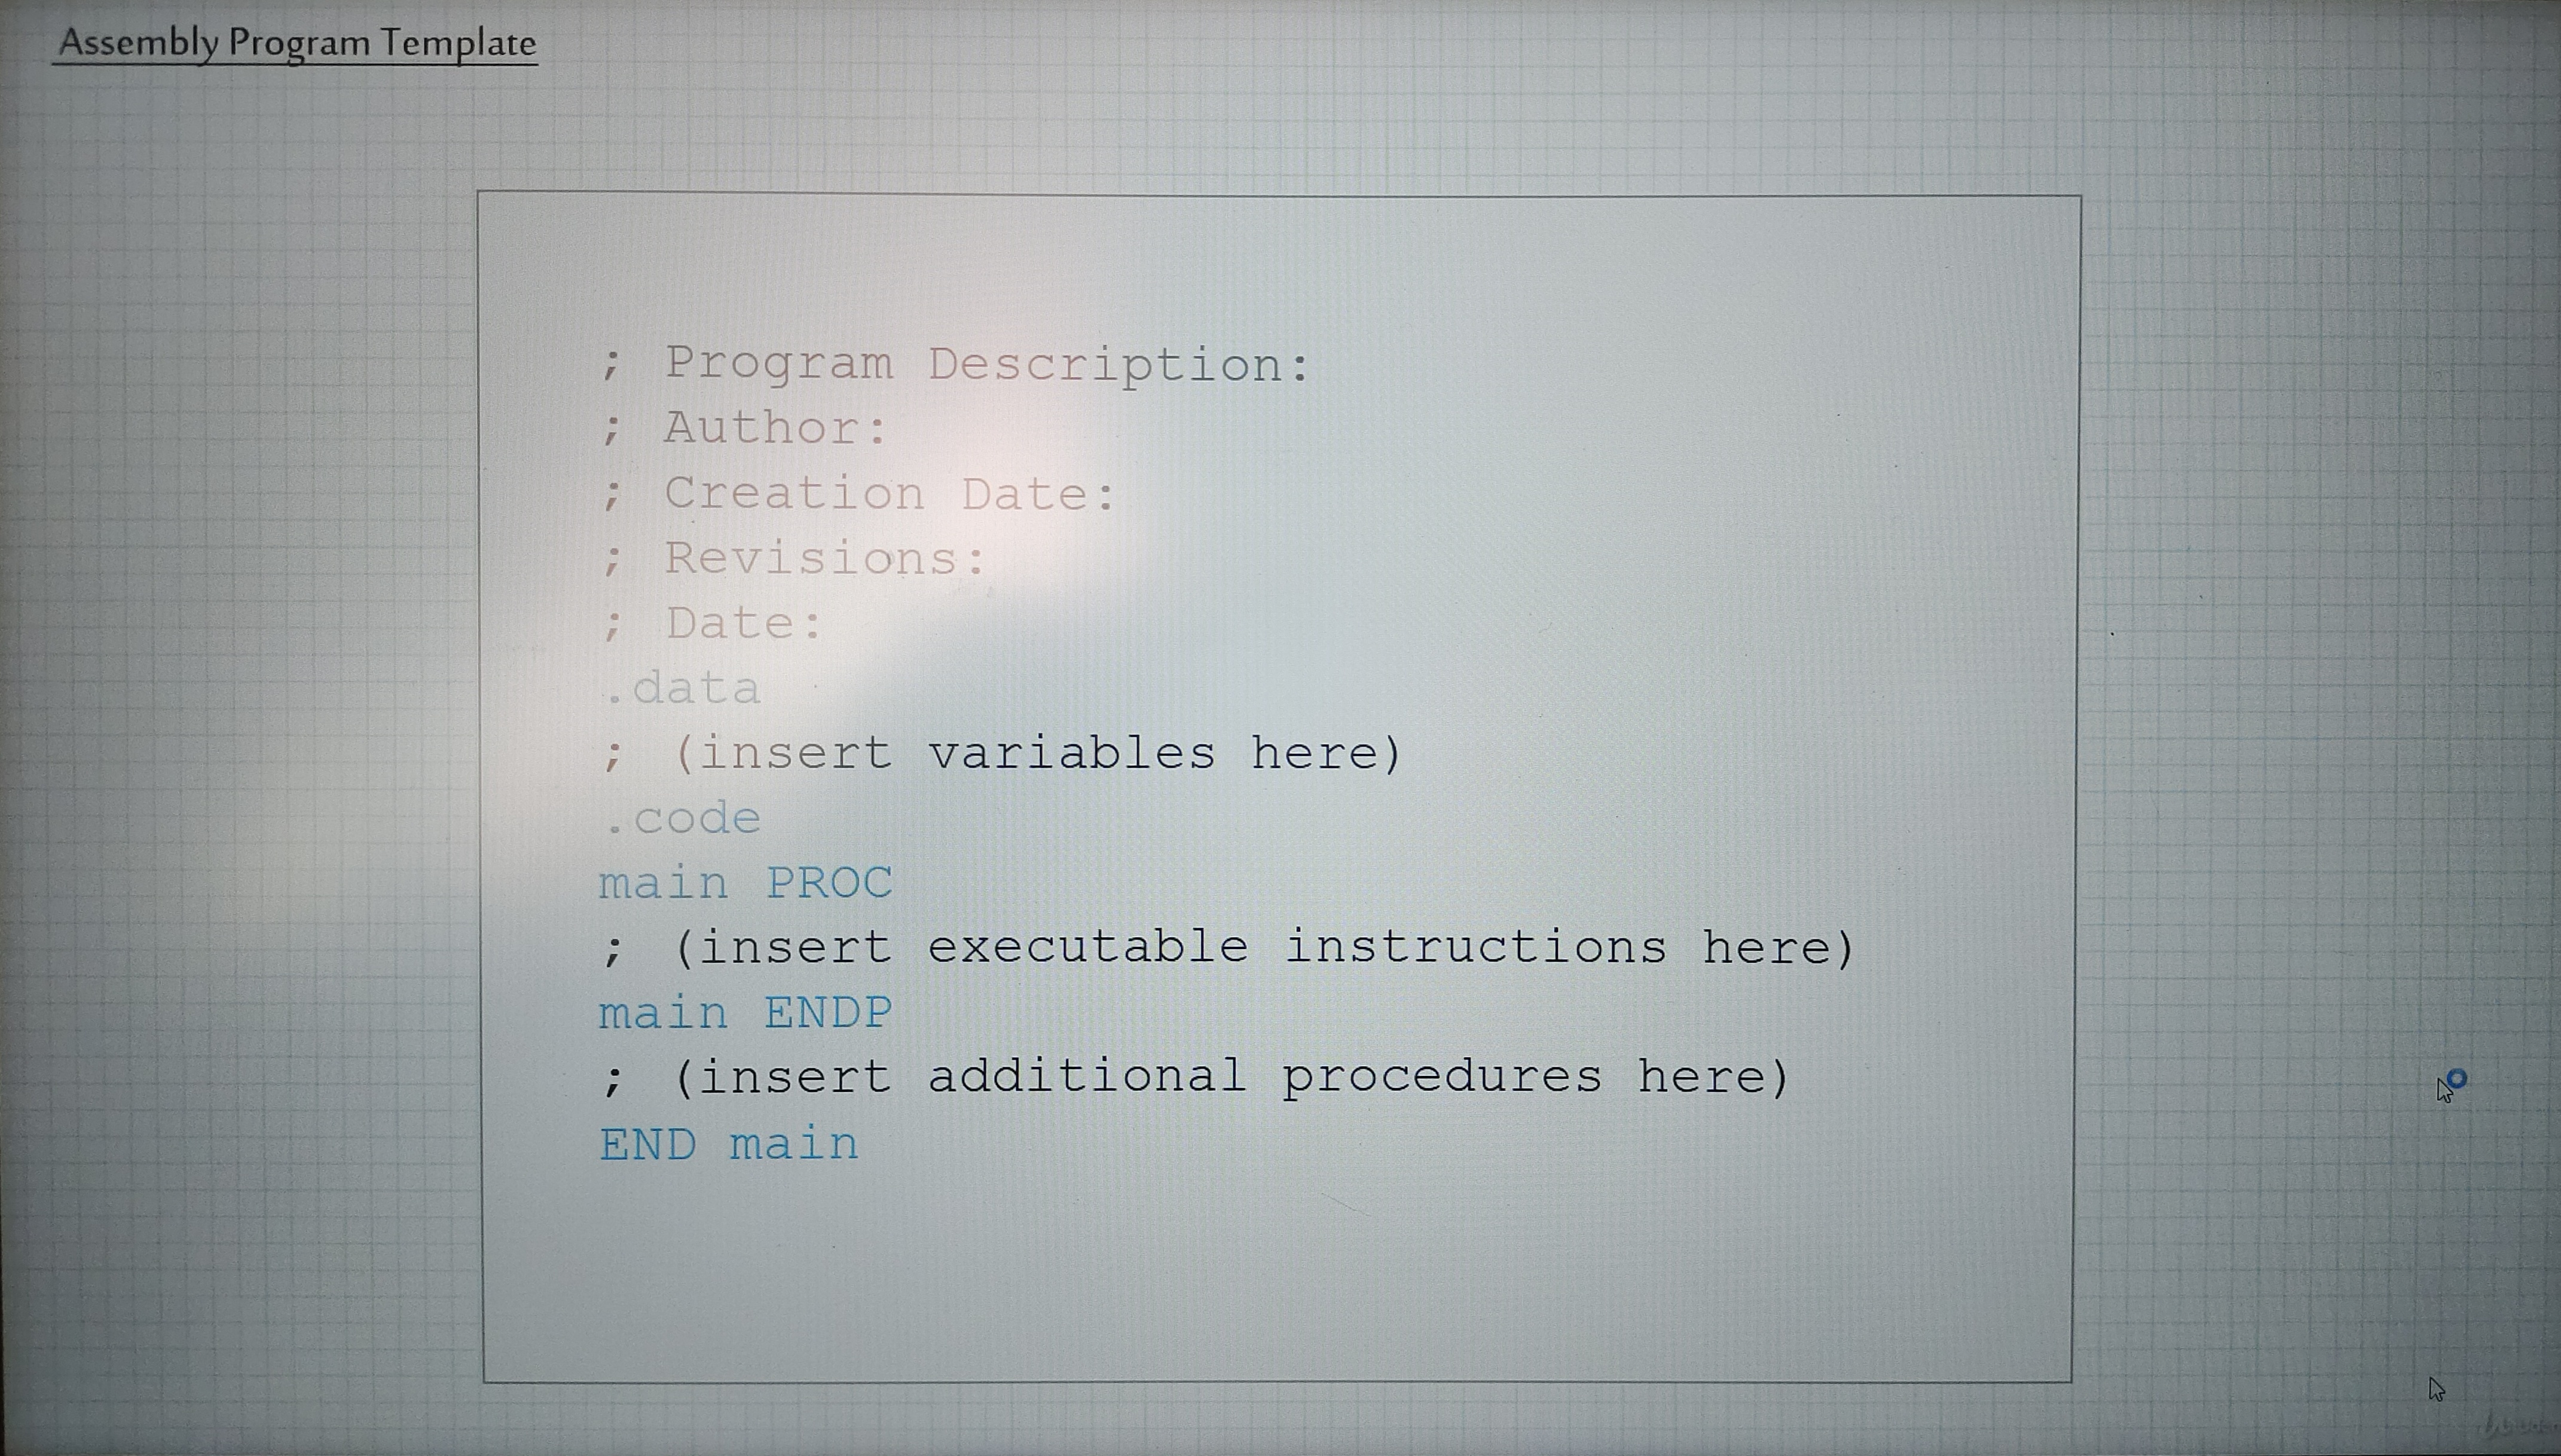 Assembly Program Template
; Program Description:
; Author:
; Creation Date:
; Revisions:
; Date:
.data
; (insert variables here)
.code
main PROC
; (insert executable instructions here)
main ENDP
; (insert additional procedures here)
END main